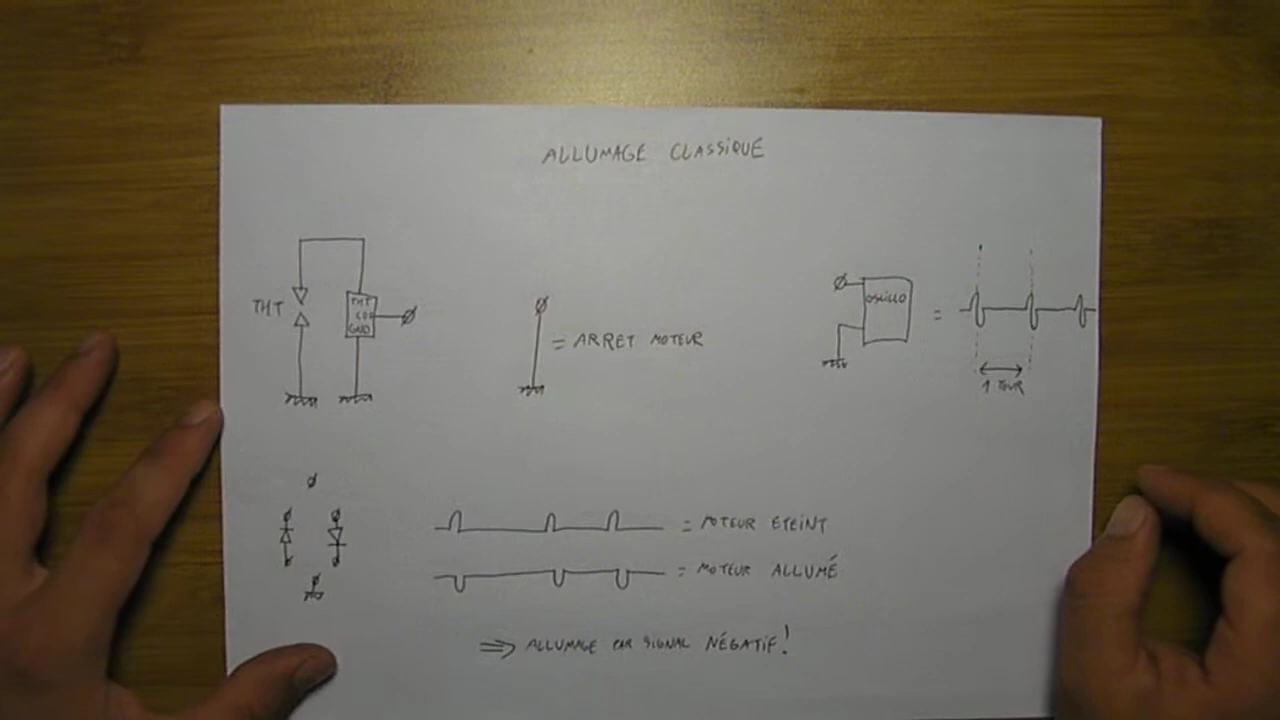 ALLUMAGE CLASSIQUE
THT
THT
GND
= ARRET MOTEUR
OSCILLO
=
1 TOUR
= MOTEUR ETEINT
= MOTEUR ALLUMÉ
⇒ ALLUMAGE PAR SIGNAL NÉGATIF!